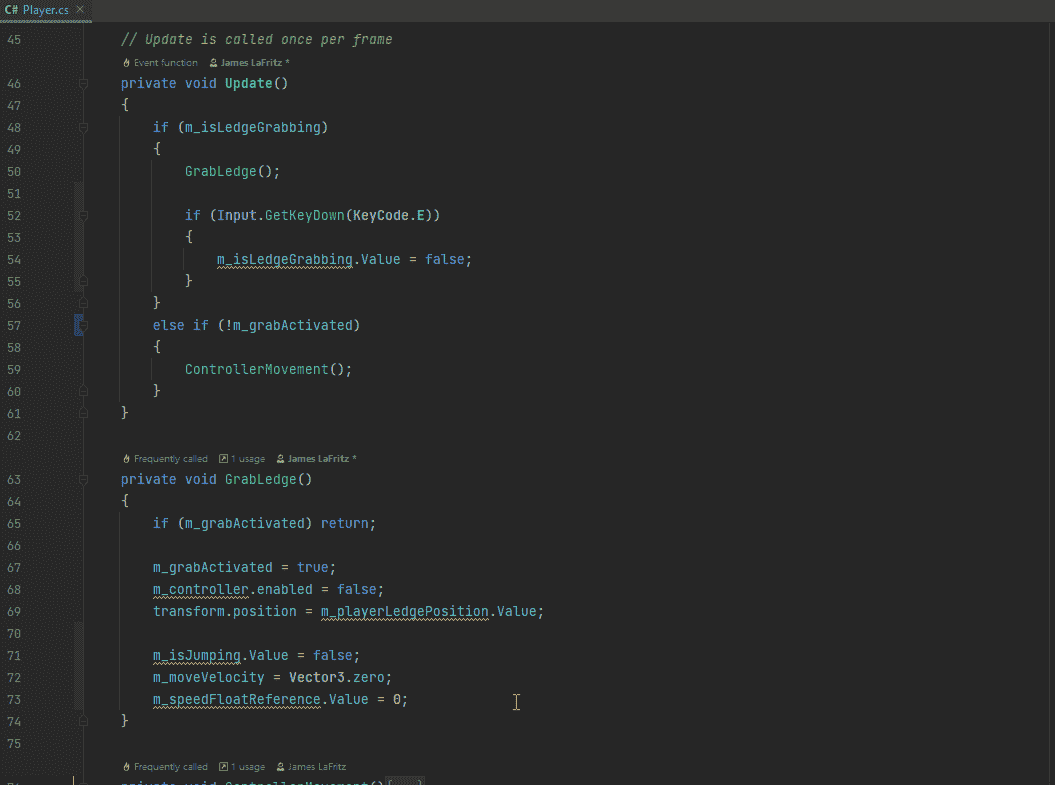 C# Player.cs ×
45 // Update is called once per frame
Event function James LaFritz *
46 private void Update()
47 {
48 if (m_isLedgeGrabbing)
49 {
50 GrabLedge();
51
52 if (Input.GetKeyDown(KeyCode.E))
53 {
54 m_isLedgeGrabbing.Value = false;
55 }
56 }
57 else if (!m_grabActivated)
58 {
59 ControllerMovement();
60 }
61 }
62
Frequently called 1 usage James LaFritz *
63 private void GrabLedge()
64 {
65 if (m_grabActivated) return;
66
67 m_grabActivated = true;
68 m_controller.enabled = false;
69 transform.position = m_playerLedgePosition.Value;
70
71 m_isJumping.Value = false;
72 m_moveVelocity = Vector3.zero;
73 m_speedFloatReference.Value = 0;
74 }
75
Frequently called 1 usage James LaFritz
private void ControllerMovement()